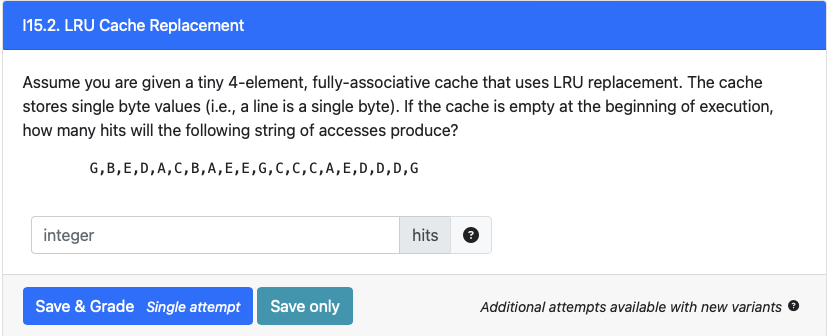 I15.2. LRU Cache Replacement
Assume you are given a tiny 4-element, fully-associative cache that uses LRU replacement. The cache
stores single byte values (i.e., a line is a single byte). If the cache is empty at the beginning of execution,
how many hits will the following string of accesses produce?
G,B,E,D,A,C,B,A,E,E,G,C,C,C,A,E,D,D,D,G
integer hits ?
Save & Grade Single attempt Save only Additional attempts available with new variants ?